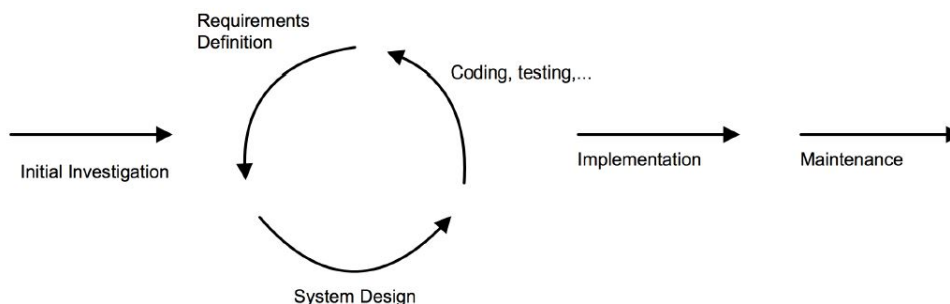 Requirements
Definition
Coding, testing,...
Initial Investigation
Implementation
Maintenance
System Design